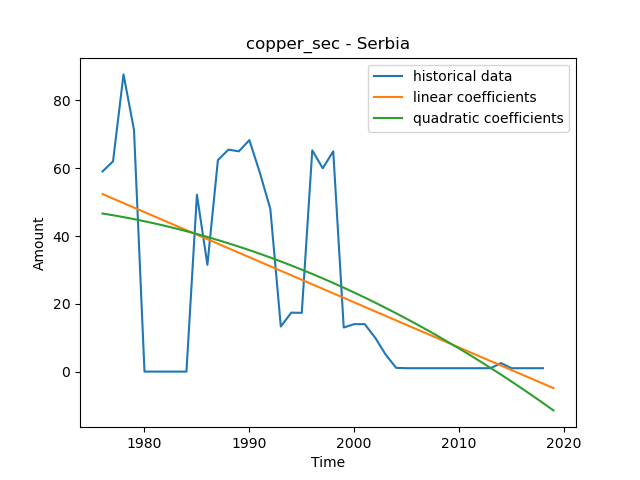 copper_sec - Serbia
historical data
linear coefficients
quadratic coefficients
Amount
80
60
40
20
0
1980
1990
2000
2010
2020
Time